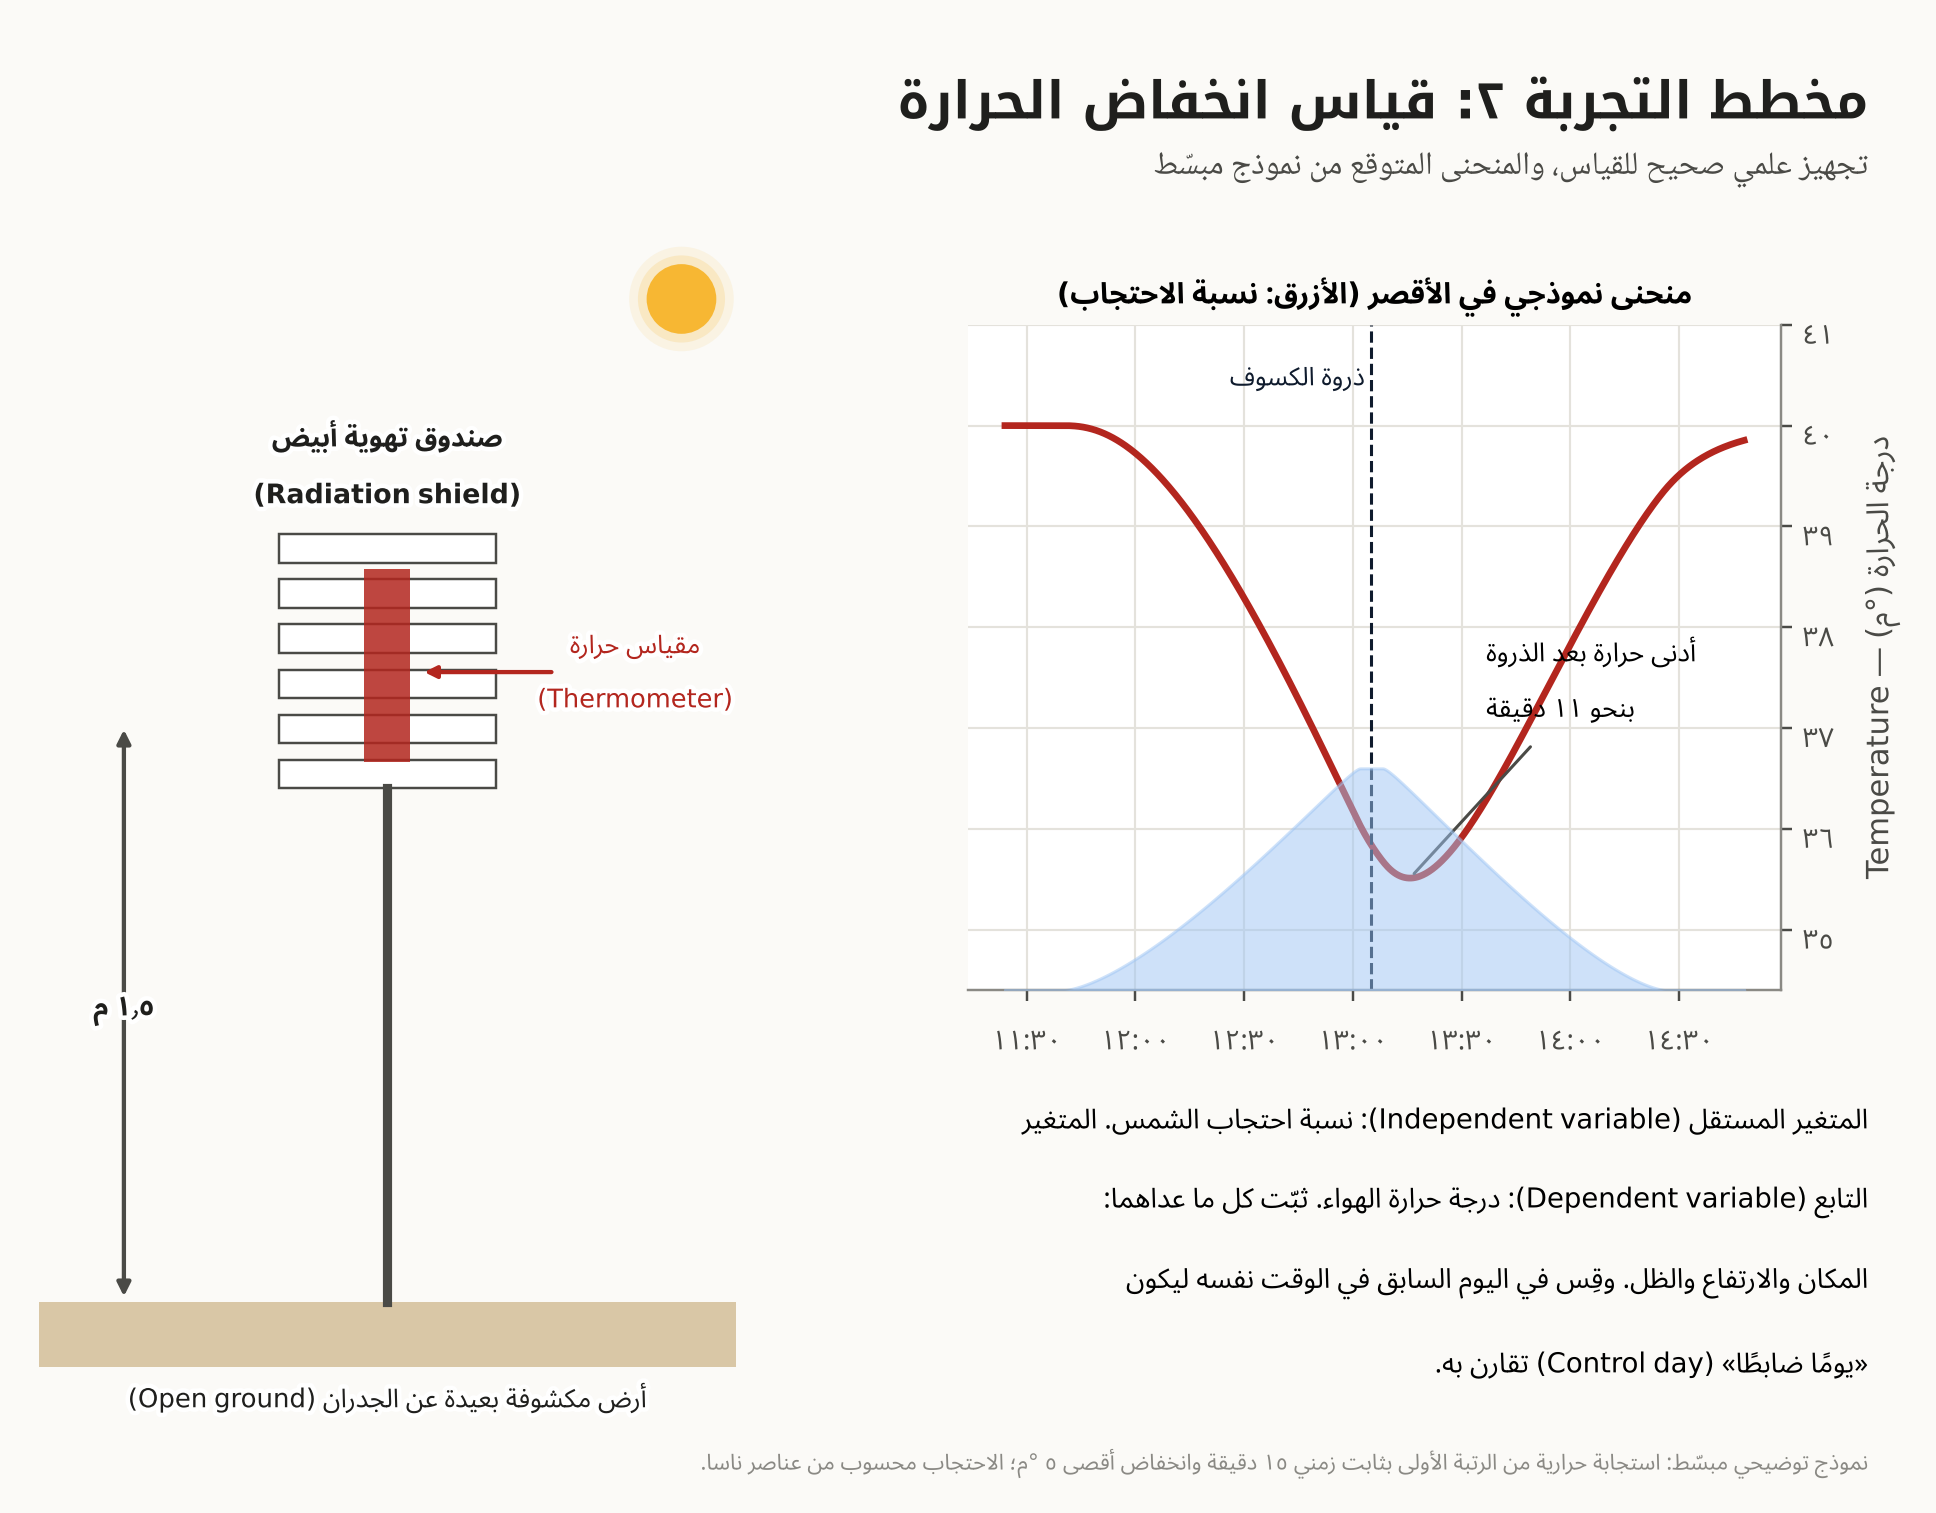 مخطط التجربة ٢: قياس انخفاض الحرارة
تجهيز علمي صحيح للقياس، والمنحنى المتوقع من نموذج مبسّط
منحنى نموذجي في الأقصر (الأزرق: نسبة الاحتجاب)
ذروة الكسوف
أدنى حرارة بعد الذروة
بنحو ١١ دقيقة
٤١
٤٠
٣٩
٣٨
٣٧
٣٦
٣٥
Temperature — درجة الحرارة (°م)
١١:٣٠
١٢:٠٠
١٢:٣٠
١٣:٠٠
١٣:٣٠
١٤:٠٠
١٤:٣٠
صندوق تهوية أبيض
(Radiation shield)
مقياس حرارة
(Thermometer)
١٫٥ م
أرض مكشوفة بعيدة عن الجدران (Open ground)
المتغير المستقل (Independent variable): نسبة احتجاب الشمس. المتغير
التابع (Dependent variable): درجة حرارة الهواء. ثبّت كل ما عداهما:
المكان والارتفاع والظل. وقِس في اليوم السابق في الوقت نفسه ليكون
«يومًا ضابطًا» (Control day) تقارن به.
نموذج توضيحي مبسّط: استجابة حرارية من الرتبة الأولى بثابت زمني ١٥ دقيقة وانخفاض أقصى ٥ °م؛ الاحتجاب محسوب من عناصر ناسا.